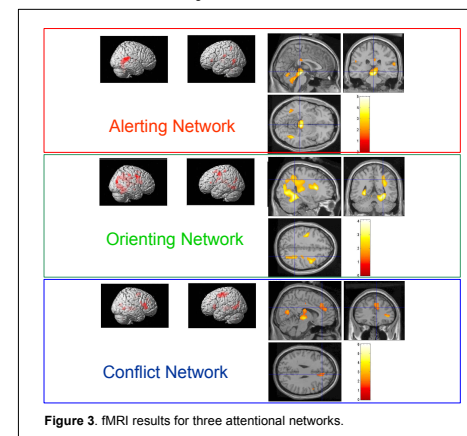 Alerting Network
Orienting Network
Conflict Network
Figure 3. fMRI results for three attentional networks.